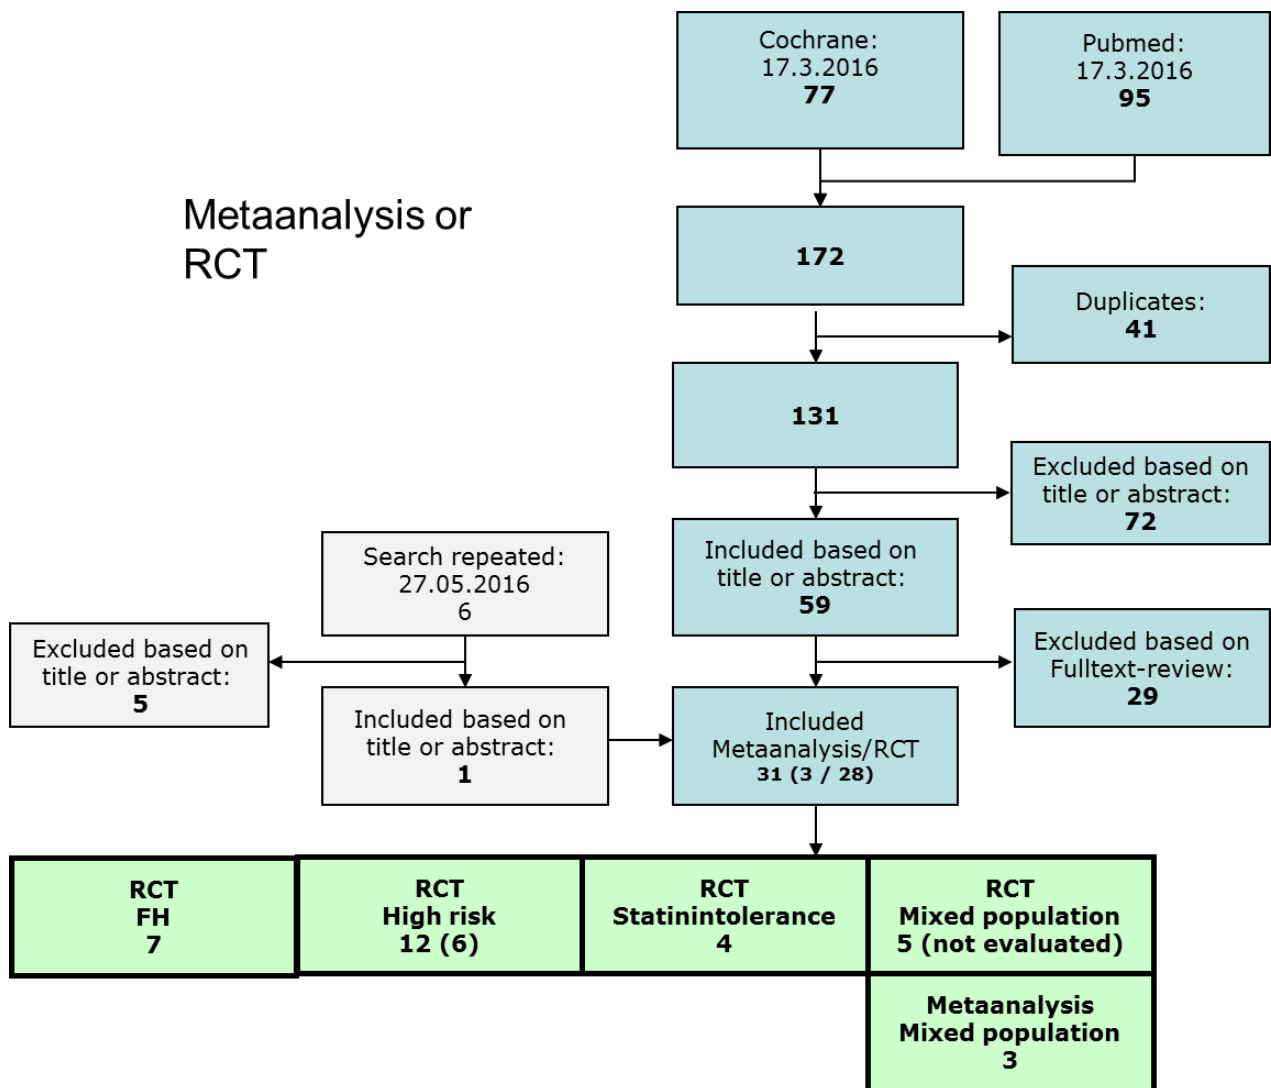 Cochrane:
17.3.2016
77
Pubmed:
17.3.2016
95
Metaanalysis or
RCT
172
Duplicates:
41
131
Excluded based on
title or abstract:
72
Search repeated:
27.05.2016
6
Included based on
title or abstract:
59
Excluded based on
title or abstract:
5
Excluded based on
Fulltext-review:
29
Included based on
title or abstract:
1
Included
Metaanalysis/RCT
31 (3 / 28)
RCT
FH
7
RCT
High risk
12 (6)
RCT
Statinintolerance
4
RCT
Mixed population
5 (not evaluated)
Metaanalysis
Mixed population
3